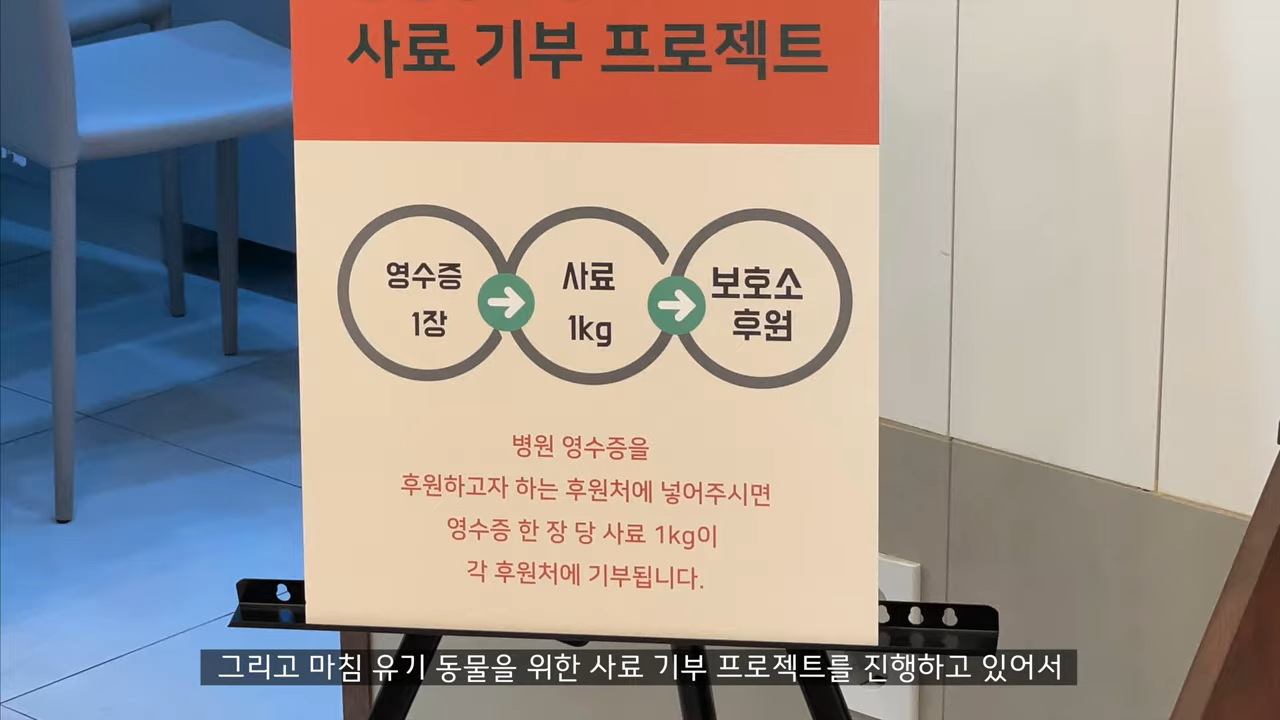 사료 기부 프로젝트
영수증
1장
사료
1kg
보호소
후원
병원 영수증을
후원하고자 하는 후원처에 넣어주시면
영수증 한 장 당 사료 1kg이
각 후원처에 기부됩니다.
그리고 마침 유기 동물을 위한 사료 기부 프로젝트를 진행하고 있어서